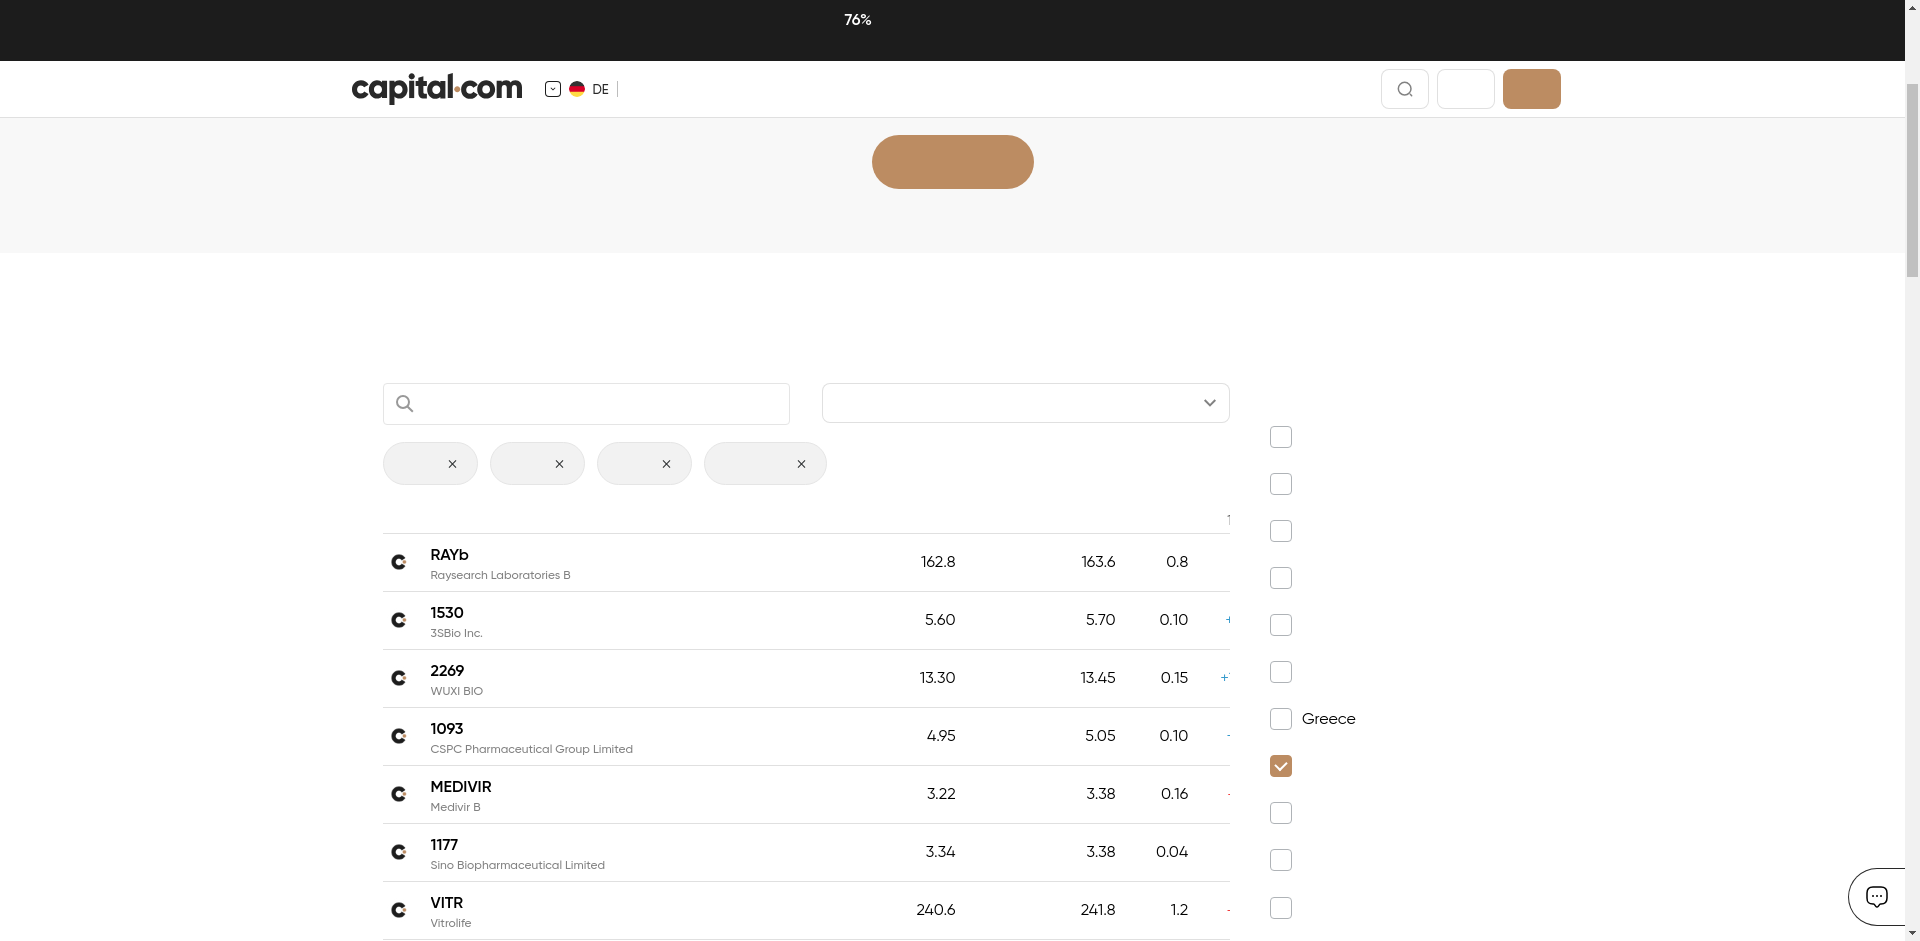 76%
capital.com
DE
RAYb 162.8 163.6 0.8
Raysearch Laboratories B
1530 5.60 5.70 0.10
3SBio Inc.
2269 13.30 13.45 0.15
WUXI BIO
1093 4.95 5.05 0.10
CSPC Pharmaceutical Group Limited
Greece
MEDIVIR 3.22 3.38 0.16
Medivir B
1177 3.34 3.38 0.04
Sino Biopharmaceutical Limited
VITR 240.6 241.8 1.2
Vitrolife